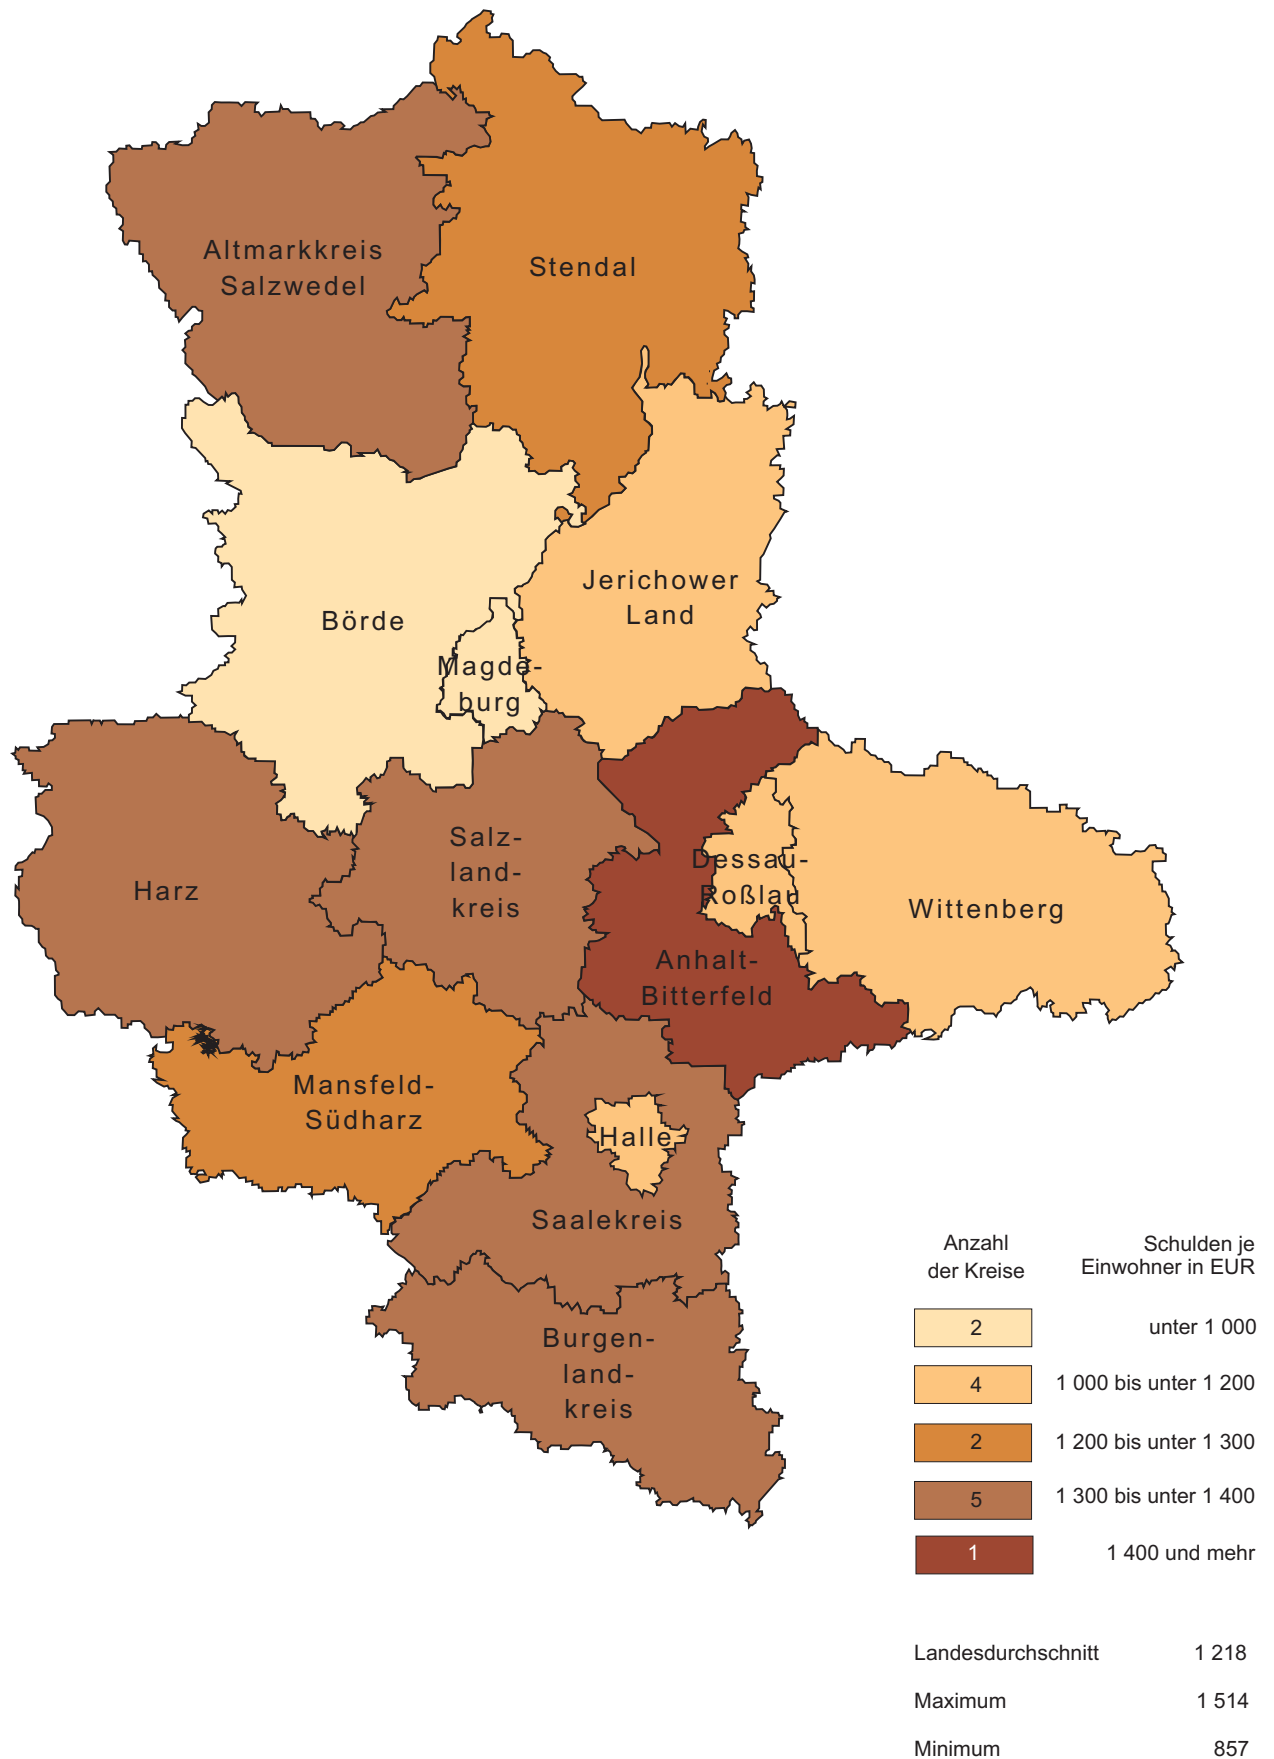 Altmarkkreis
Salzwedel
Stendal
Jerichower
Land
Börde
Magde-
burg
Salz-
land-
kreis
Harz
Dessau-
Roßlau
Wittenberg
Anhalt-
Bitterfeld
Mansfeld-
Südharz
Halle
Saalekreis
Burgen-
land-
kreis
Anzahl
der Kreise
Schulden je
Einwohner in EUR
2 unter 1 000
4 1 000 bis unter 1 200
2 1 200 bis unter 1 300
5 1 300 bis unter 1 400
1 1 400 und mehr
Landesdurchschnitt 1 218
Maximum 1 514
Minimum 857